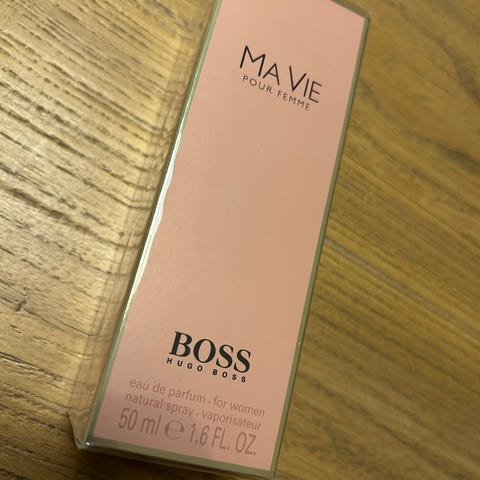 MA VIE
POUR FEMME
BOSS
HUGO BOSS
eau de parfum · for women
natural spray · vaporisateur
50 ml ℮ 1.6 FL. OZ.